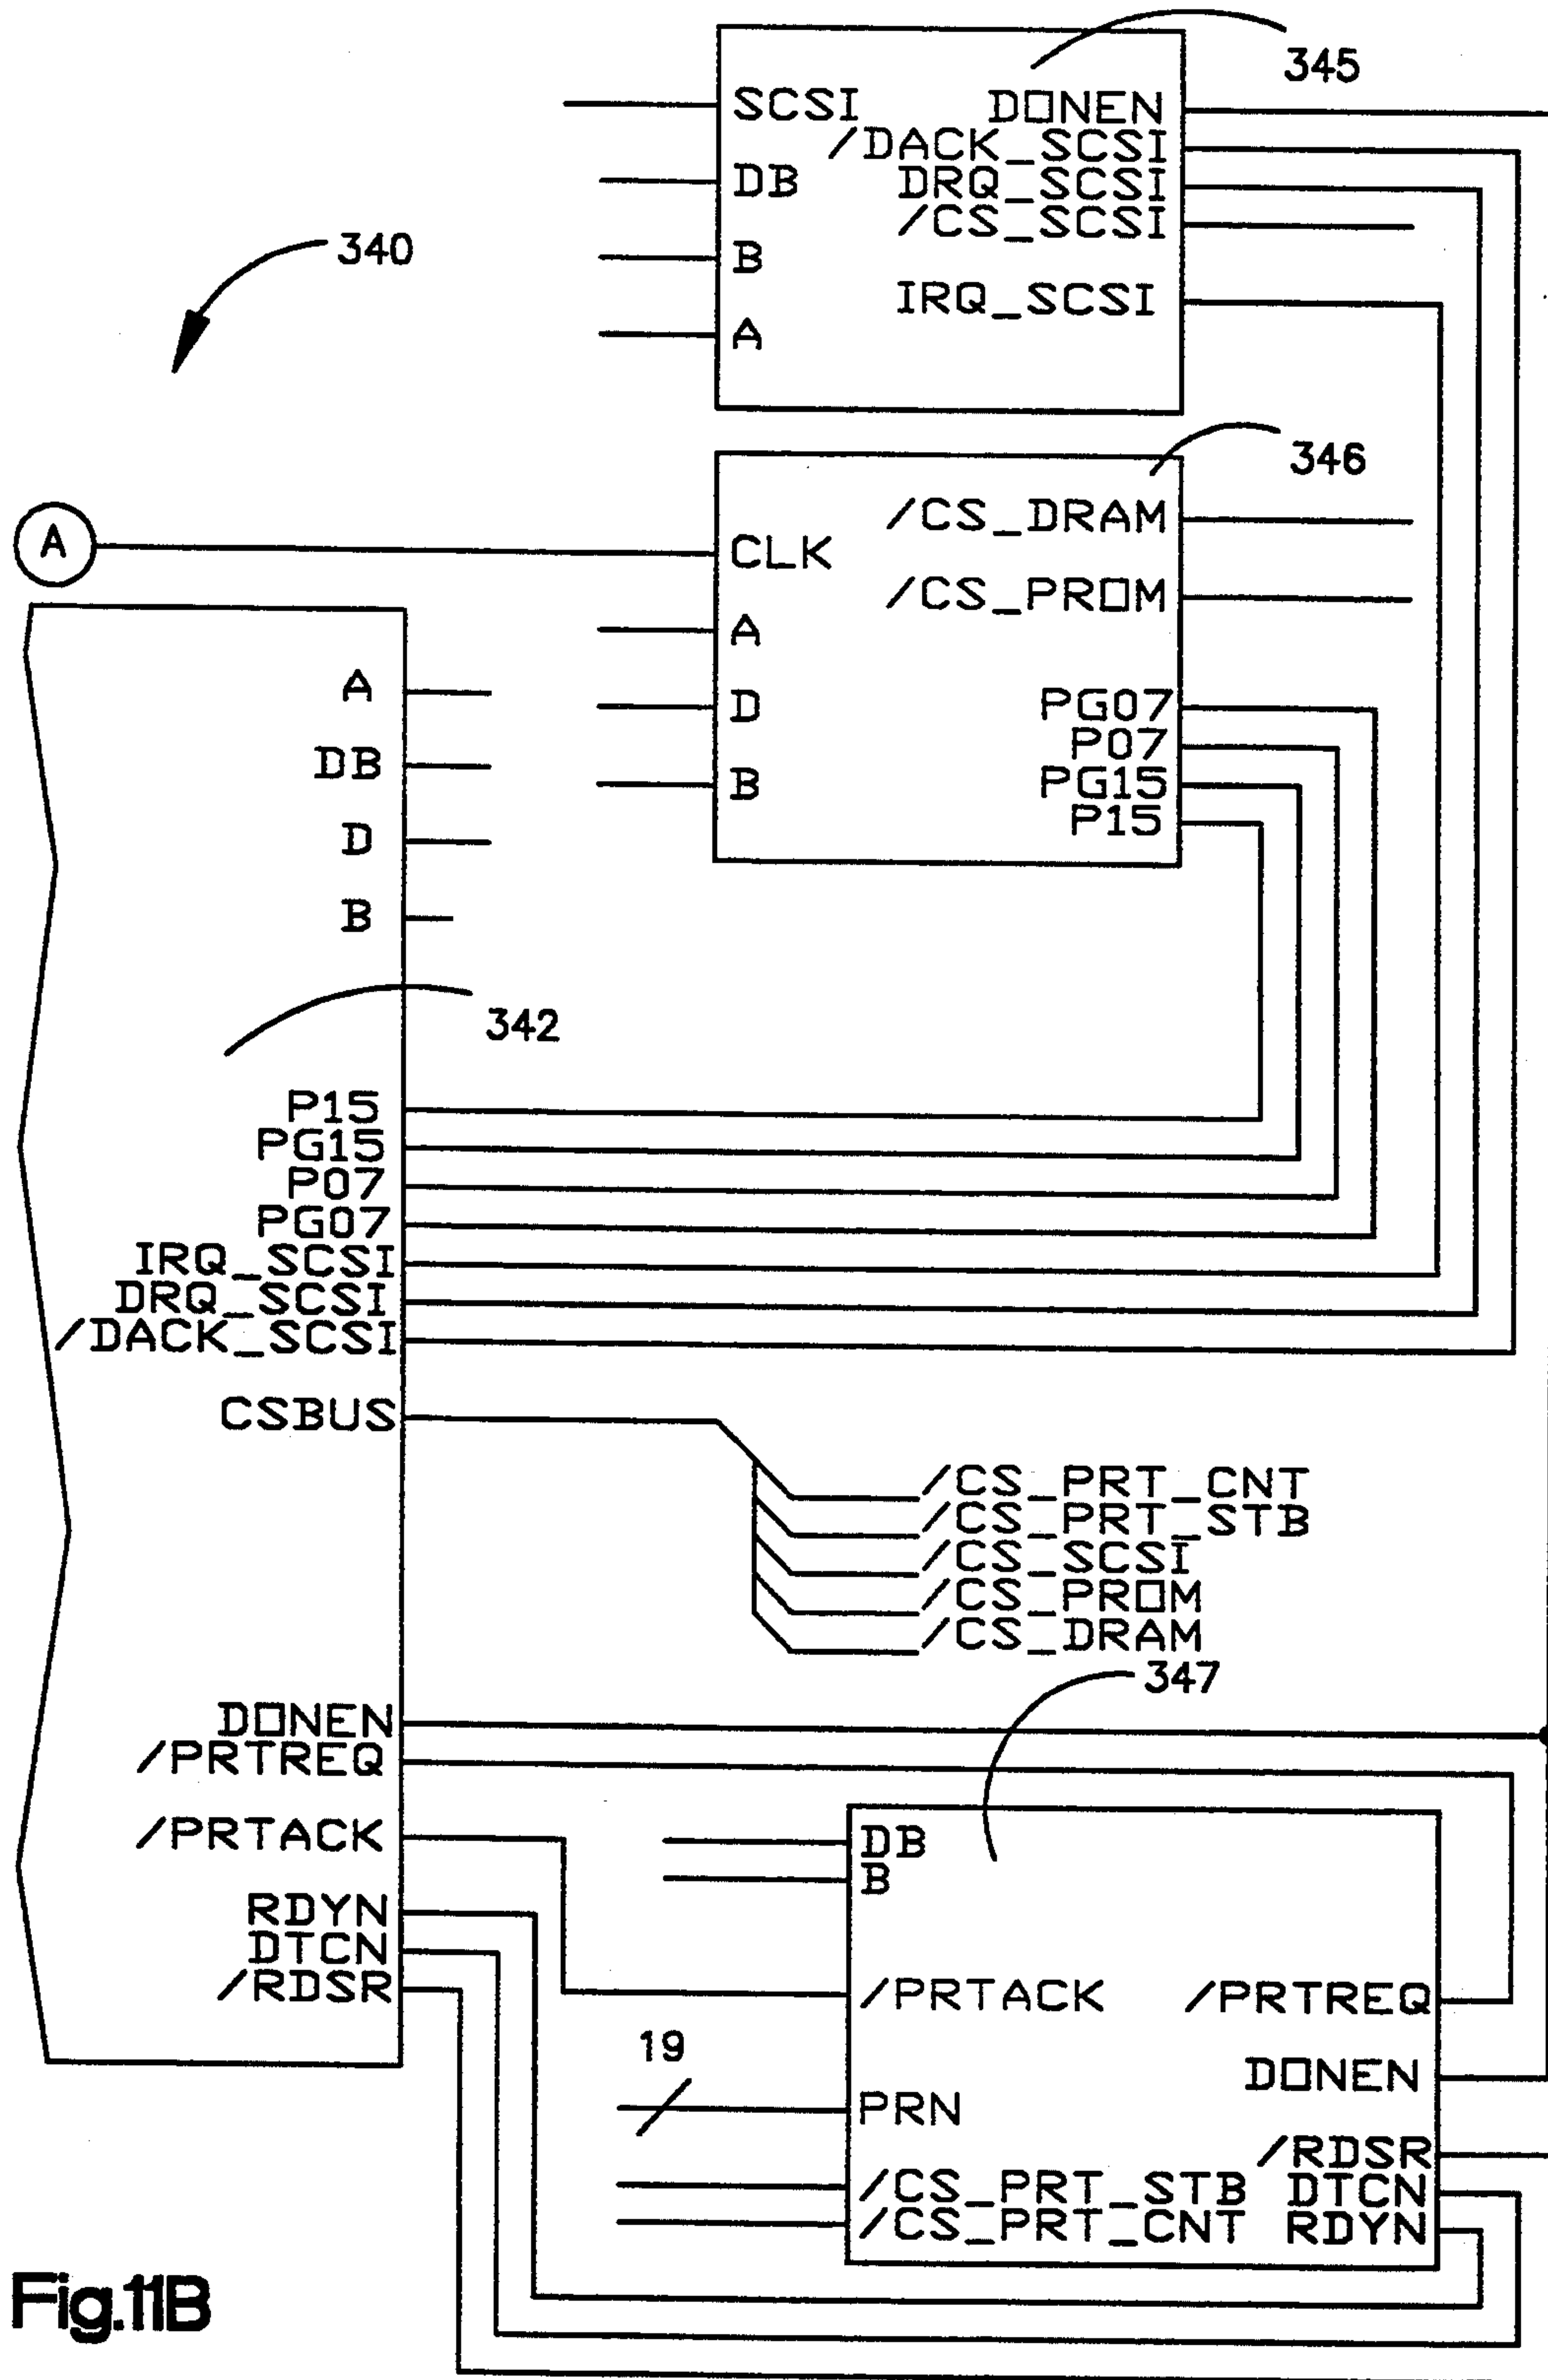 345
SCSI DONEN
/DACK_SCSI
DB DRQ_SCSI
/CS_SCSI
340
B
IRQ_SCSI
A
346
/CS_DRAM
A
CLK
/CS_PROM
A
D PG07
P07
B PG15
P15
A
DB
D
B
342
P15
PG15
P07
PG07
IRQ_SCSI
DRQ_SCSI
/DACK_SCSI
CSBUS
/CS_PRT_CNT
/CS_PRT_STB
/CS_SCSI
/CS_PROM
/CS_DRAM
347
DONEN
/PRTREQ
/PRTACK
RDYN
DTCN
/RDSR
DB
B
/PRTACK /PRTREQ
19
DONEN
PRN
/RDSR
/CS_PRT_STB DTCN
/CS_PRT_CNT RDYN
Fig.11B